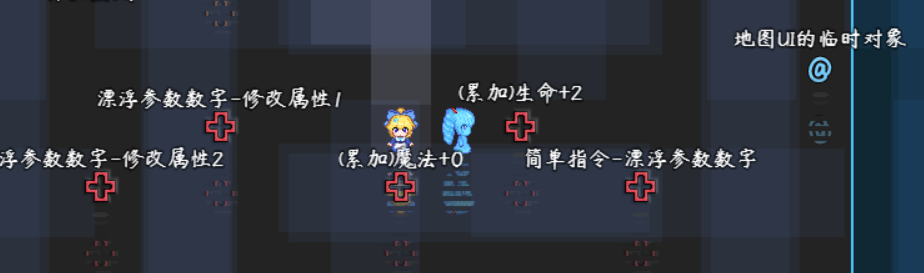 地图UI的临时对象
@
漂浮参数数字-修改属性1
(累加)生命+2
浮参数数字-修改属性2
(累加)魔法+0
简单指令-漂浮参数数字